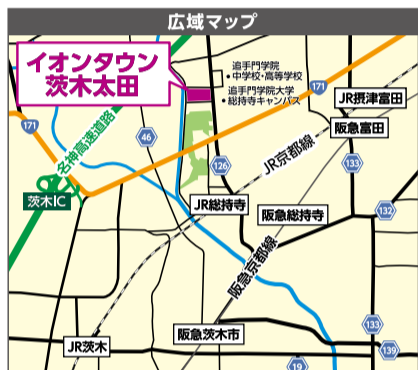 広域マップ
イオンタウン
茨木太田
追手門学院
・中学校・高等学校
追手門学院大学
・総持寺キャンパス
171
JR摂津富田
阪急富田
171
名神高速道路
46
126
JR京都線
133
茨木IC
JR総持寺
阪急総持寺
132
阪急京都線
JR茨木
阪急茨木市
133
139
19